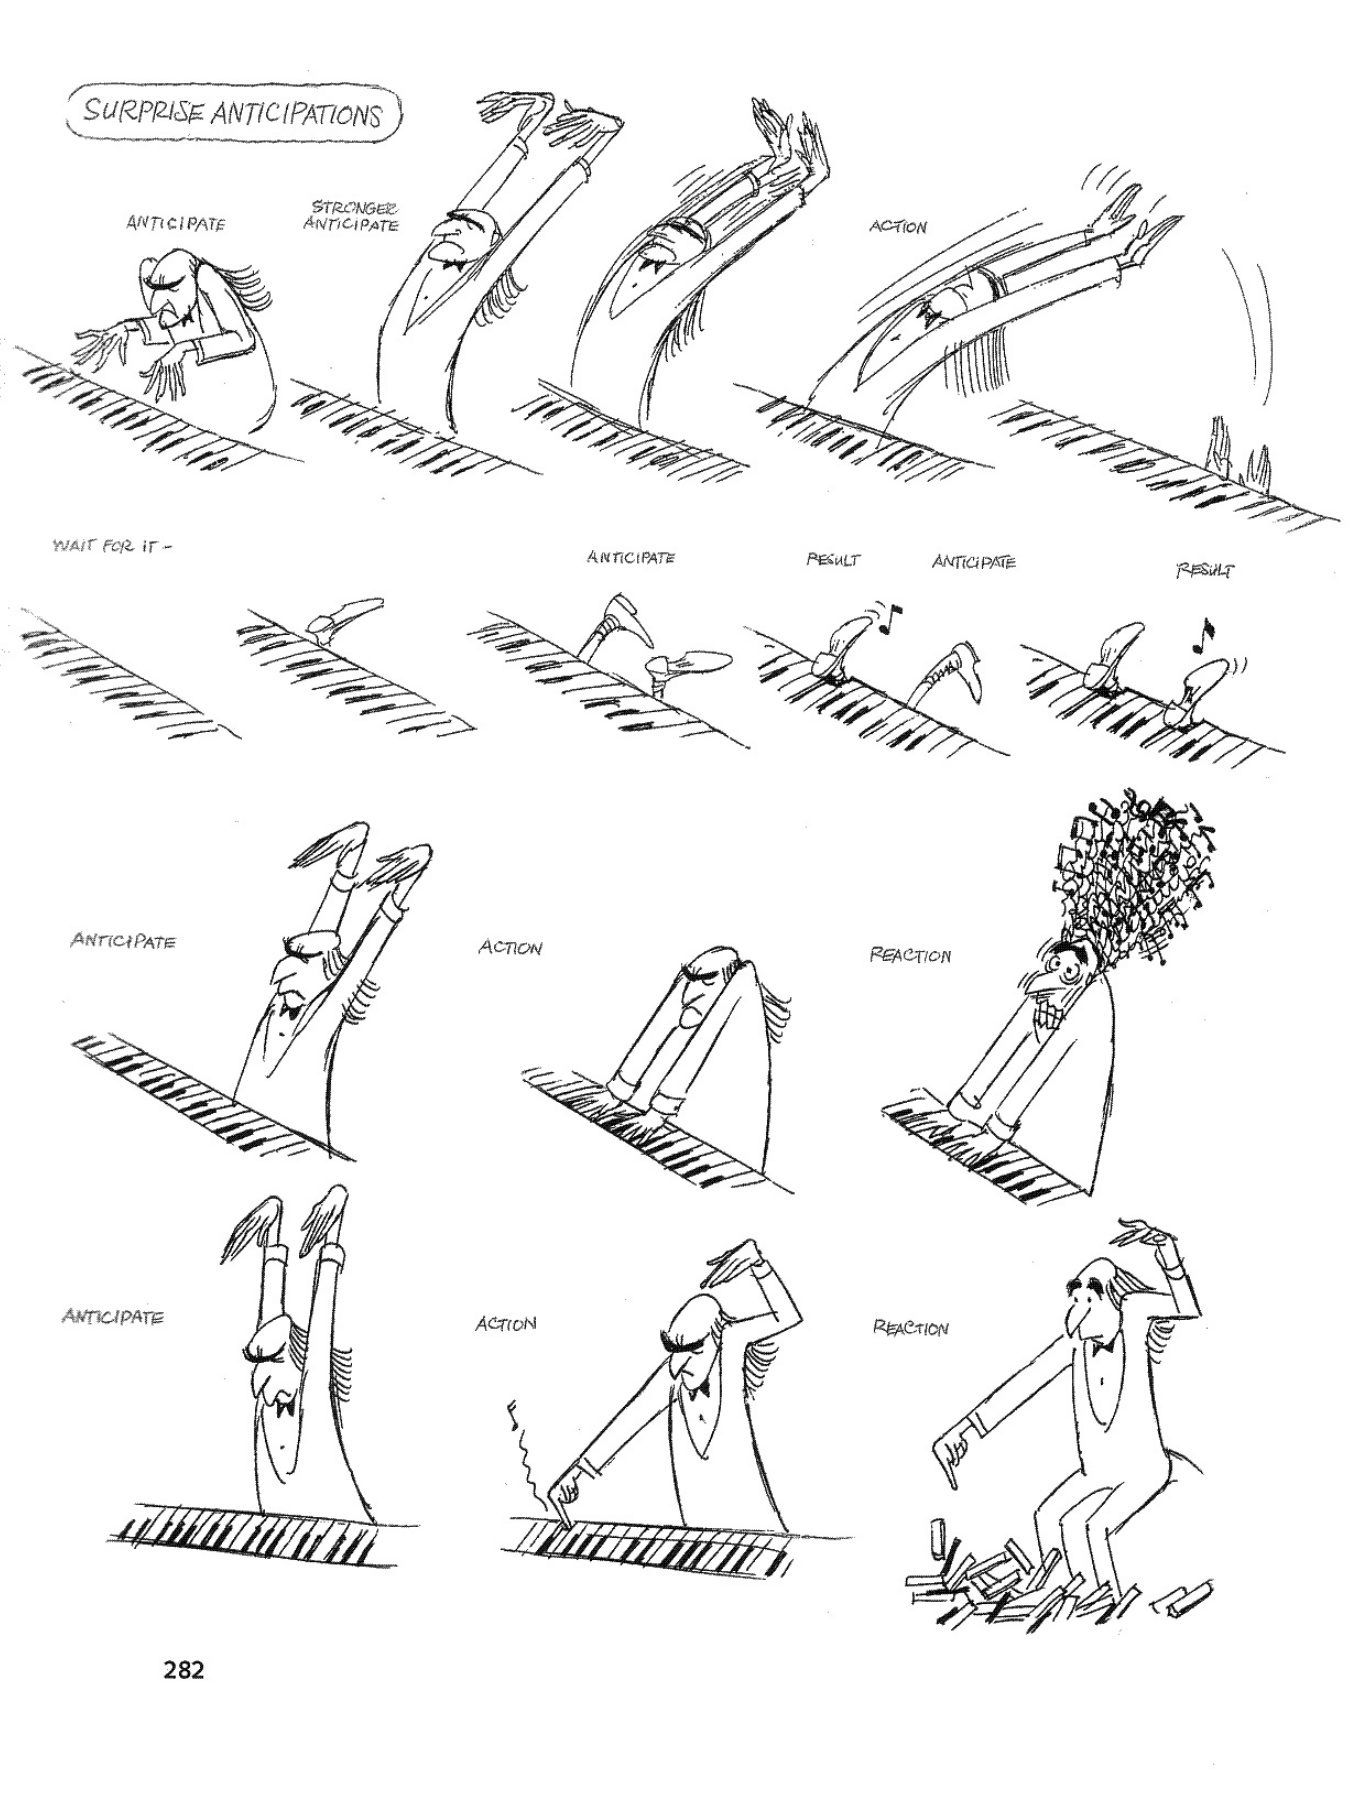 SURPRISE ANTICIPATIONS
ANTICIPATE
STRONGER
ANTICIPATE
ACTION
WAIT FOR IT -
ANTICIPATE
RESULT
ANTICIPATE
RESULT
ANTICIPATE
ACTION
REACTION
ANTICIPATE
ACTION
REACTION
282